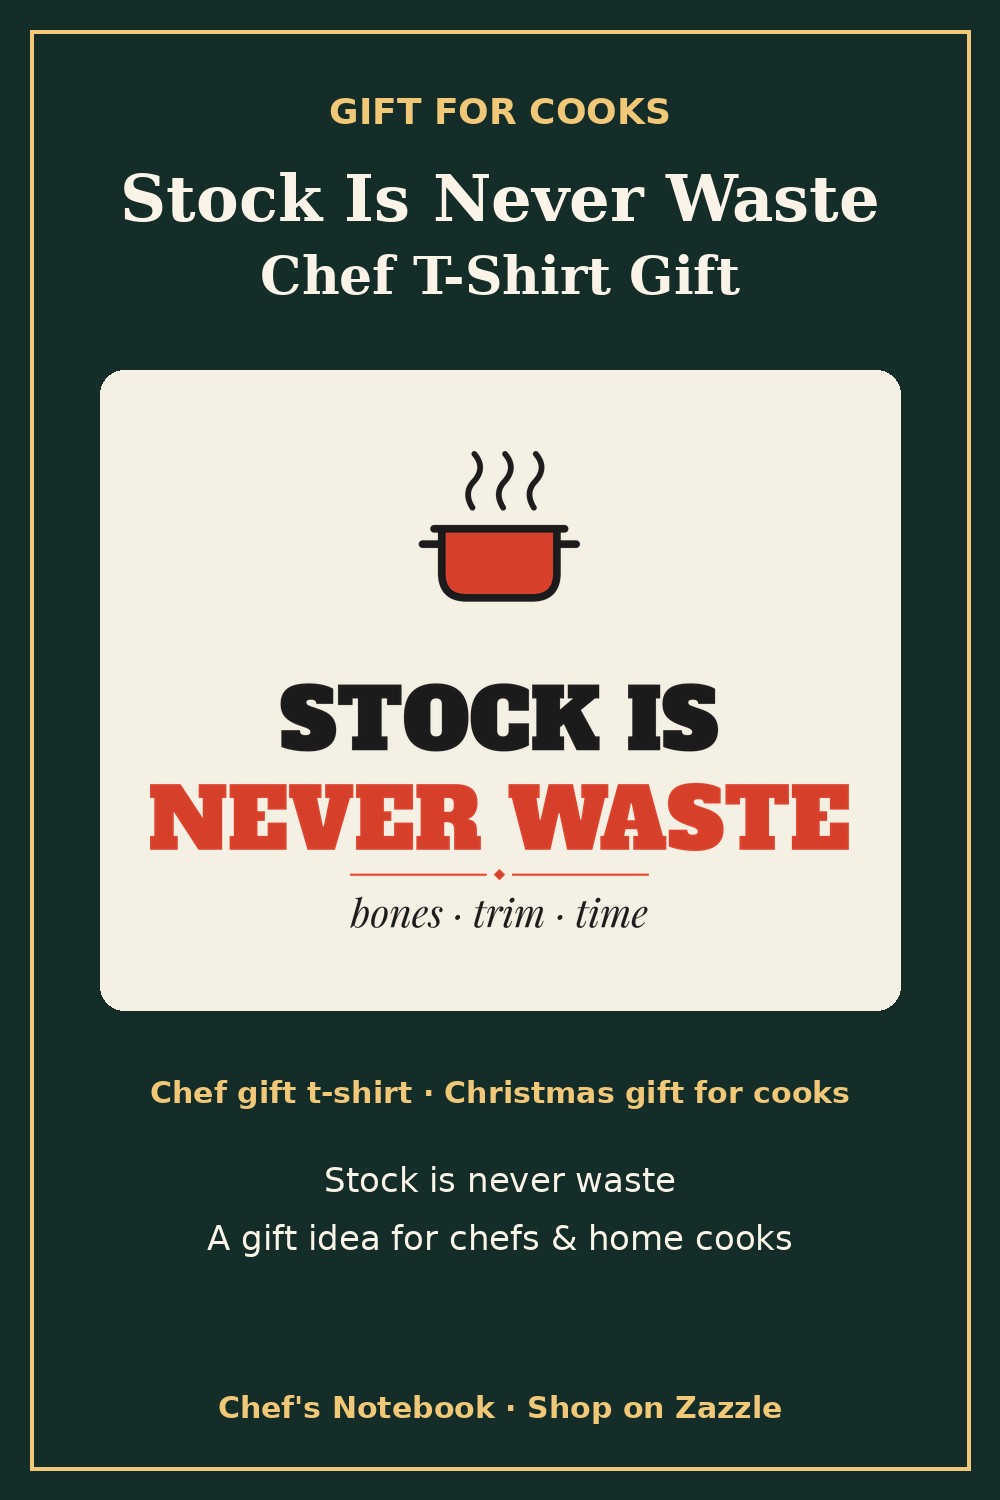 GIFT FOR COOKS
Stock Is Never Waste
Chef T-Shirt Gift
STOCK IS
NEVER WASTE
bones · trim · time
Chef gift t-shirt · Christmas gift for cooks
Stock is never waste
A gift idea for chefs & home cooks
Chef's Notebook · Shop on Zazzle